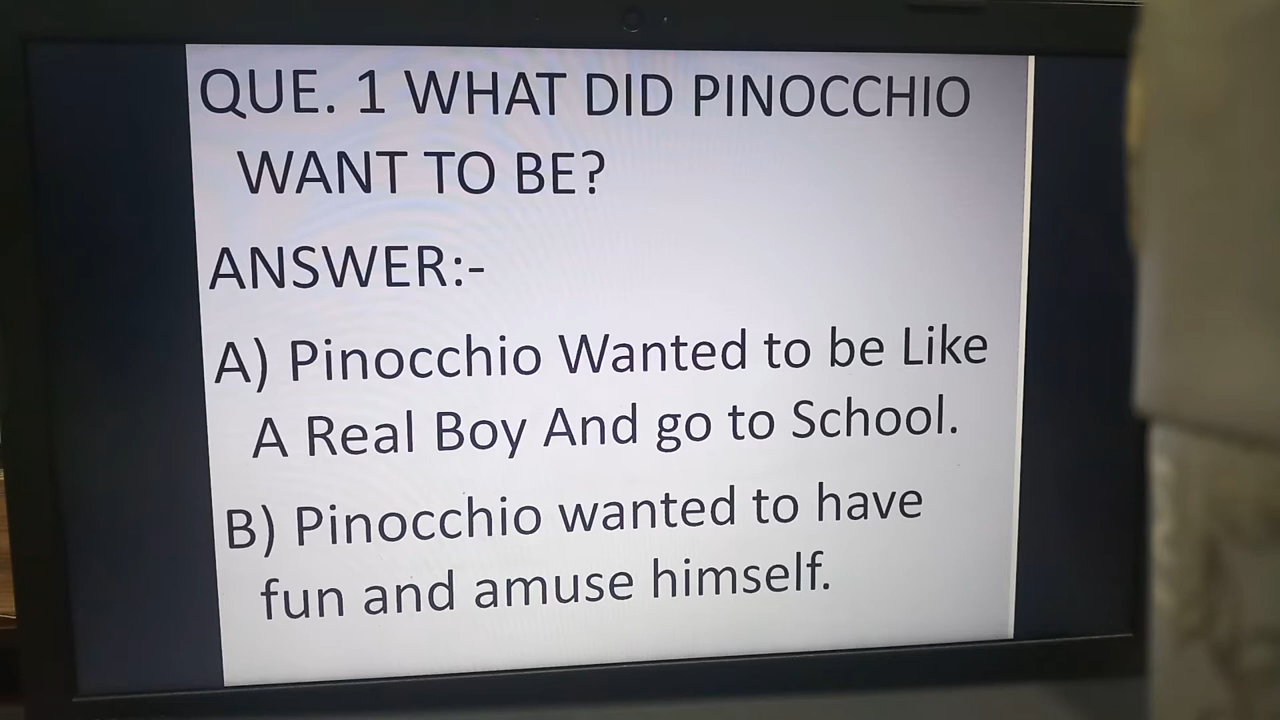 QUE. 1 WHAT DID PINOCCHIO
WANT TO BE?
ANSWER:-
A) Pinocchio Wanted to be Like
A Real Boy And go to School.
B) Pinocchio wanted to have
fun and amuse himself.